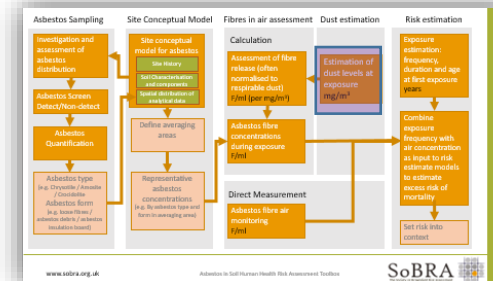 Asbestos Sampling
Investigation and
assessment of
asbestos
distribution
Asbestos Screen
Detect/Non-detect
Asbestos
Quantification
Asbestos type
(e.g. Chrysotile / Amosite
/ Crocidolite)
Asbestos form
(e.g. loose fibres /
asbestos debris / asbestos
insulation board)
Site Conceptual Model
Site conceptual
model for asbestos
Site History
Soil Characterisation
and components
Spatial distribution of
analytical data
Define averaging
areas
Representative
asbestos
concentrations
(e.g. By asbestos type and
form in averaging area)
Fibres in air assessment
Calculation
Assessment of fibre
release (often
normalised to
respirable dust)
F/ml (per mg/m³)
Asbestos fibre
concentrations
during exposure
F/ml
Direct Measurement
Asbestos fibre air
monitoring
F/ml
Dust estimation
Estimation
of dust levels at
exposure
mg/m³
Risk estimation
Exposure
estimation:
frequency,
duration and age
at first exposure
years
Combine
exposure
frequency with
air concentration
as input to risk
estimate models
to estimate
excess risk of
mortality
Set risk into
context
www.sobra.org.uk
Asbestos in Soil Human Health Risk Assessment Toolbox
SoBRA